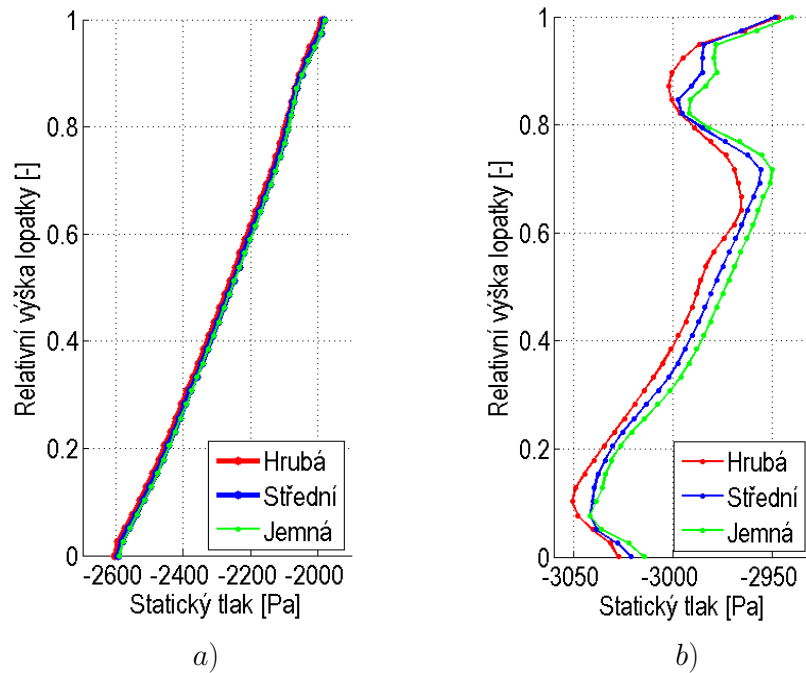 1
0.8
0.6
0.4
0.2
0
Relativní výška lopatky [-]
-2600 -2400 -2200 -2000
Statický tlak [Pa]
Hrubá
Střední
Jemná
a)
1
0.8
0.6
0.4
0.2
0
Relativní výška lopatky [-]
-3050 -3000 -2950
Statický tlak [Pa]
Hrubá
Střední
Jemná
b)